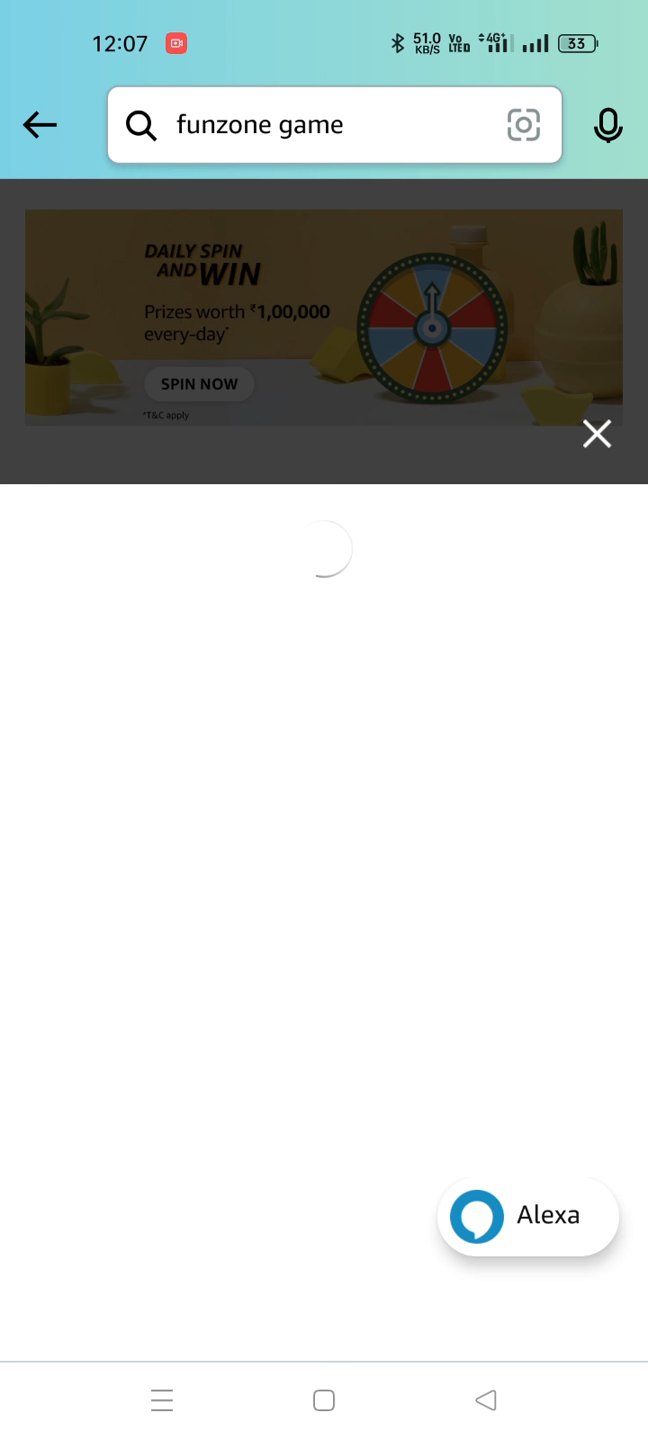 12:07
51.0
KB/S
Vo
LTE
4G+
33
funzone game
DAILY SPIN
AND WIN
Prizes worth ₹1,00,000
every-day*
SPIN NOW
*T&C apply
Alexa